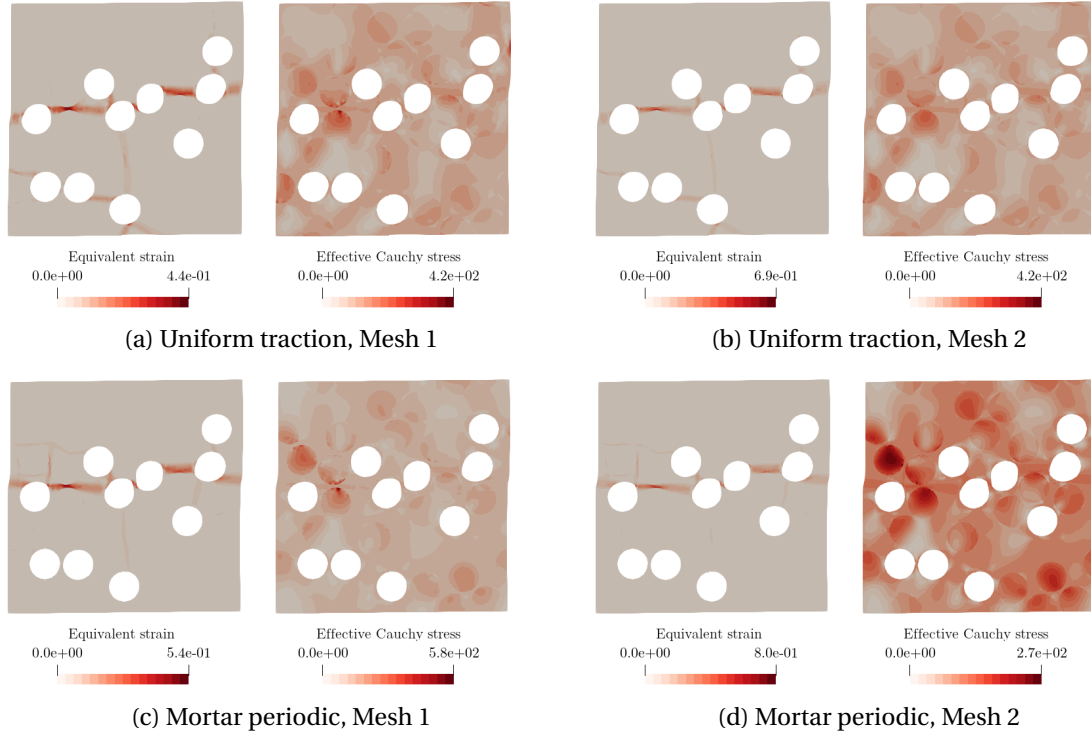 Equivalent strain
0.0e+00 4.4e-01
Effective Cauchy stress
0.0e+00 4.2e+02
(a) Uniform traction, Mesh 1
Equivalent strain
0.0e+00 6.9e-01
Effective Cauchy stress
0.0e+00 4.2e+02
(b) Uniform traction, Mesh 2
Equivalent strain
0.0e+00 5.4e-01
Effective Cauchy stress
0.0e+00 5.8e+02
(c) Mortar periodic, Mesh 1
Equivalent strain
0.0e+00 8.0e-01
Effective Cauchy stress
0.0e+00 2.7e+02
(d) Mortar periodic, Mesh 2